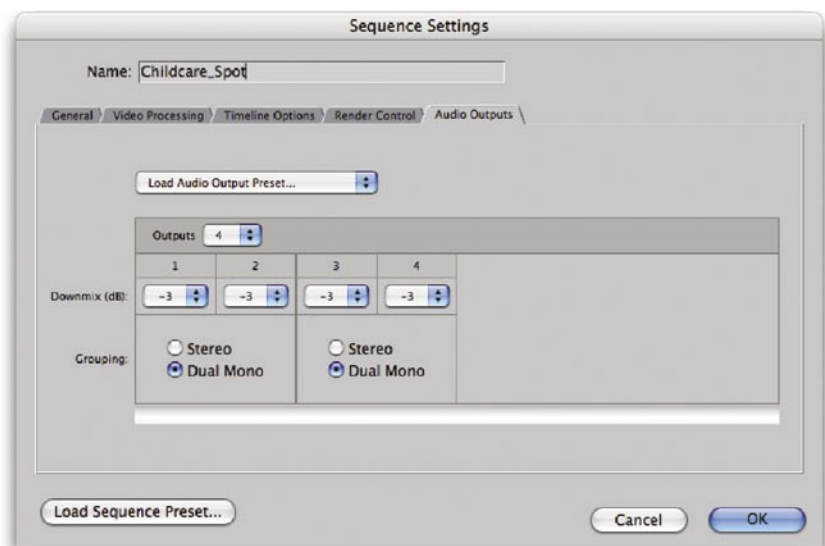 Sequence Settings
Name: Childcare_Spot
General Video Processing Timeline Options Render Control Audio Outputs
Load Audio Output Preset...
Outputs 4
1 2 3 4
Downmix (dB): -3 -3 -3 -3
Grouping: Stereo Stereo
Dual Mono Dual Mono
Load Sequence Preset... Cancel OK